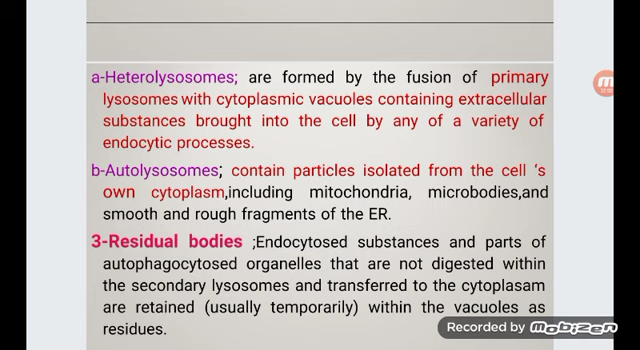 a-Heterolysosomes; are formed by the fusion of primary
lysosomes with cytoplasmic vacuoles containing extracellular
substances brought into the cell by any of a variety of
endocytic processes.
b-Autolysosomes; contain particles isolated from the cell 's
own cytoplasm,including mitochondria, microbodies,and
smooth and rough fragments of the ER.
3-Residual bodies ;Endocytosed substances and parts of
autophagocytosed organelles that are not digested within
the secondary lysosomes and transferred to the cytoplasam
are retained (usually temporarily) within the vacuoles as
residues.
Recorded by Mobizen